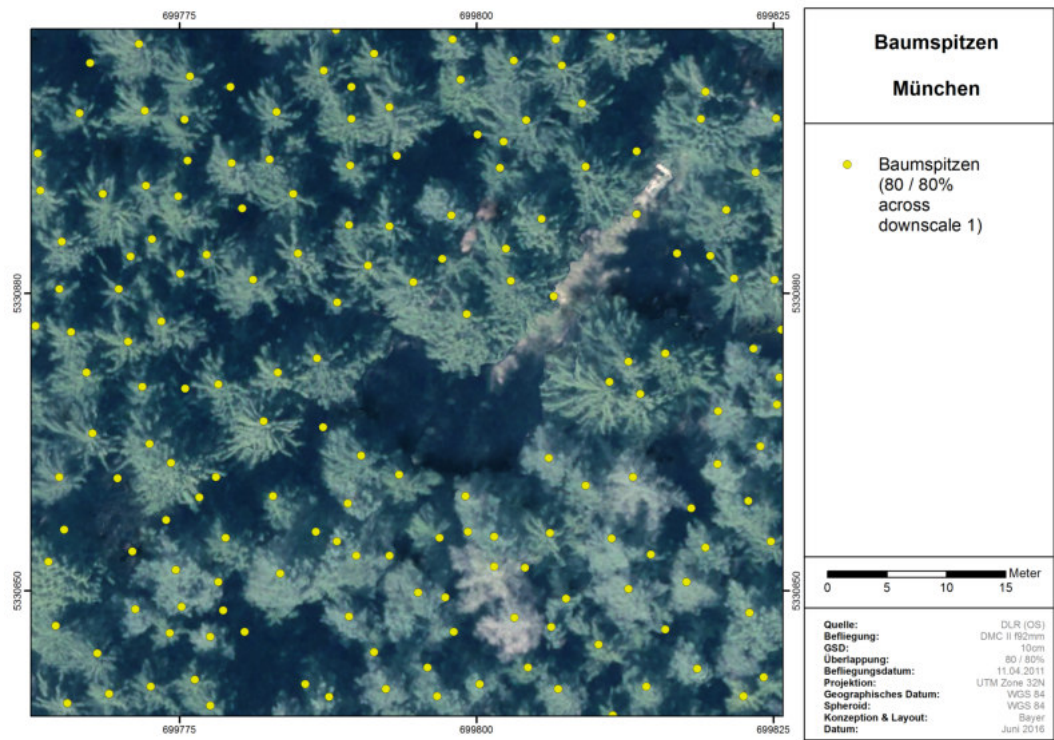 699775
699800
699825
5330880
5330850
5330880
5330850
699775
699800
699825
Baumspitzen
München
Baumspitzen
(80 / 80%
across
downscale 1)
Meter
0
5
10
15
Quelle: DLR (OS)
Befliegung: DMC II f92mm
GSD: 10cm
Überlappung: 80 / 80%
Befliegungsdatum: 11.04.2011
Projektion: UTM Zone 32N
Geographisches Datum: WGS 84
Spheroid: WGS 84
Konzeption & Layout: Bayer
Datum: Juni 2016